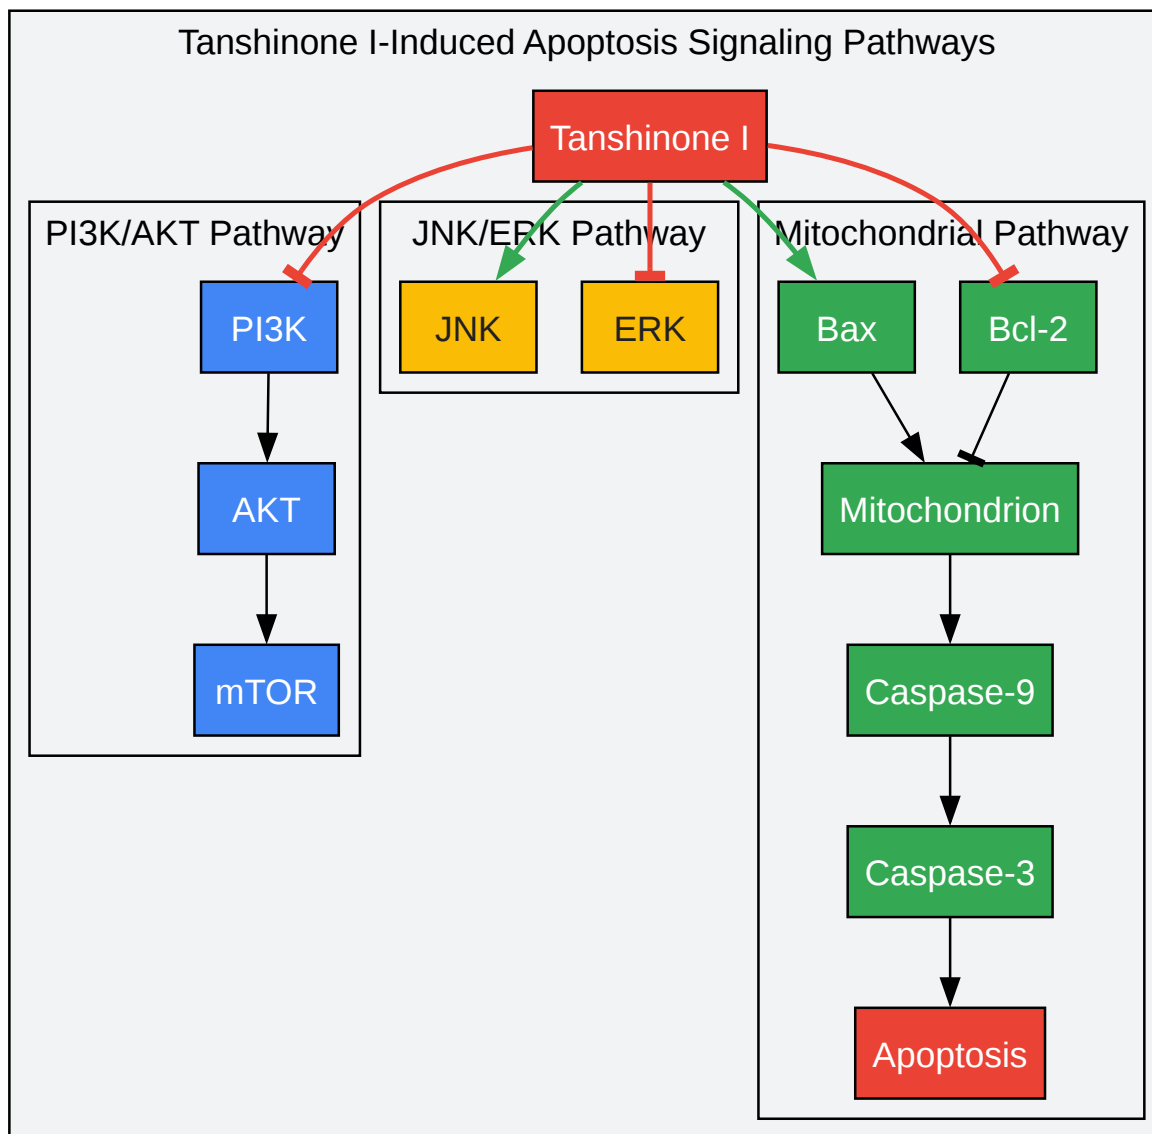 Tanshinone I-Induced Apoptosis Signaling Pathways
Tanshinone I
PI3K/AKT Pathway
JNK/ERK Pathway
Mitochondrial Pathway
PI3K
JNK
ERK
Bax
Bcl-2
AKT
Mitochondrion
mTOR
Caspase-9
Caspase-3
Apoptosis